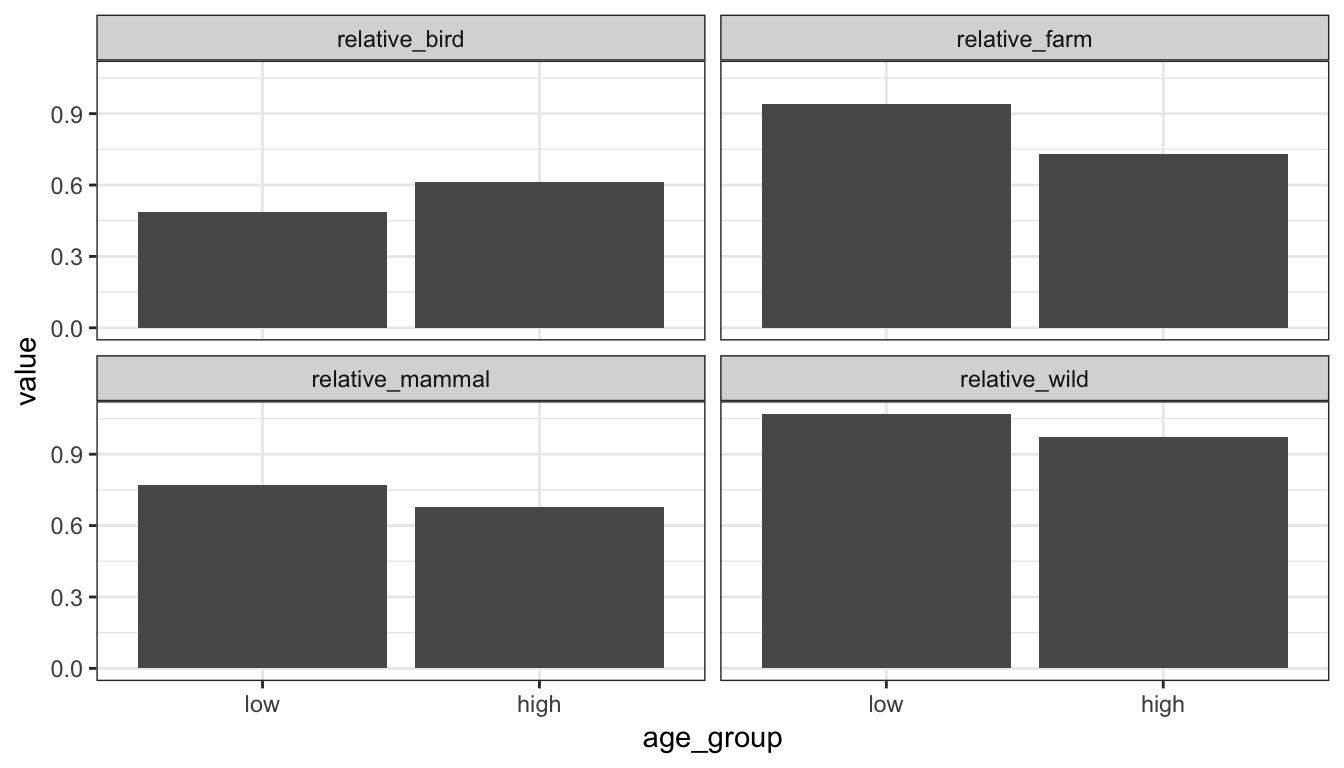 relative_bird
relative_farm
0.9
0.6
0.3
0.0
relative_mammal
relative_wild
0.9
0.6
0.3
0.0
value
low
high
low
high
age_group